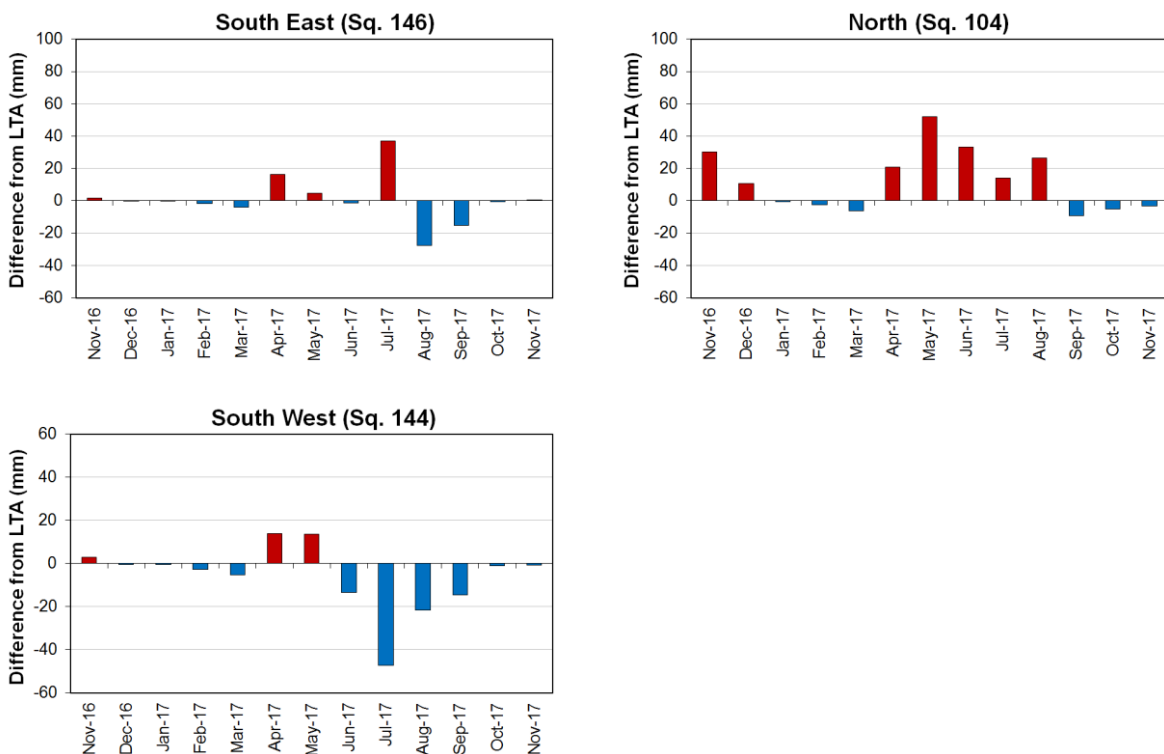 South East (Sq. 146)
Difference from LTA (mm)
100
80
60
40
20
0
-20
-40
-60
Nov-16
Dec-16
Jan-17
Feb-17
Mar-17
Apr-17
May-17
Jun-17
Jul-17
Aug-17
Sep-17
Oct-17
Nov-17
North (Sq. 104)
Difference from LTA (mm)
100
80
60
40
20
0
-20
-40
-60
Nov-16
Dec-16
Jan-17
Feb-17
Mar-17
Apr-17
May-17
Jun-17
Jul-17
Aug-17
Sep-17
Oct-17
Nov-17
South West (Sq. 144)
Difference from LTA (mm)
60
40
20
0
-20
-40
-60
Nov-16
Dec-16
Jan-17
Feb-17
Mar-17
Apr-17
May-17
Jun-17
Jul-17
Aug-17
Sep-17
Oct-17
Nov-17